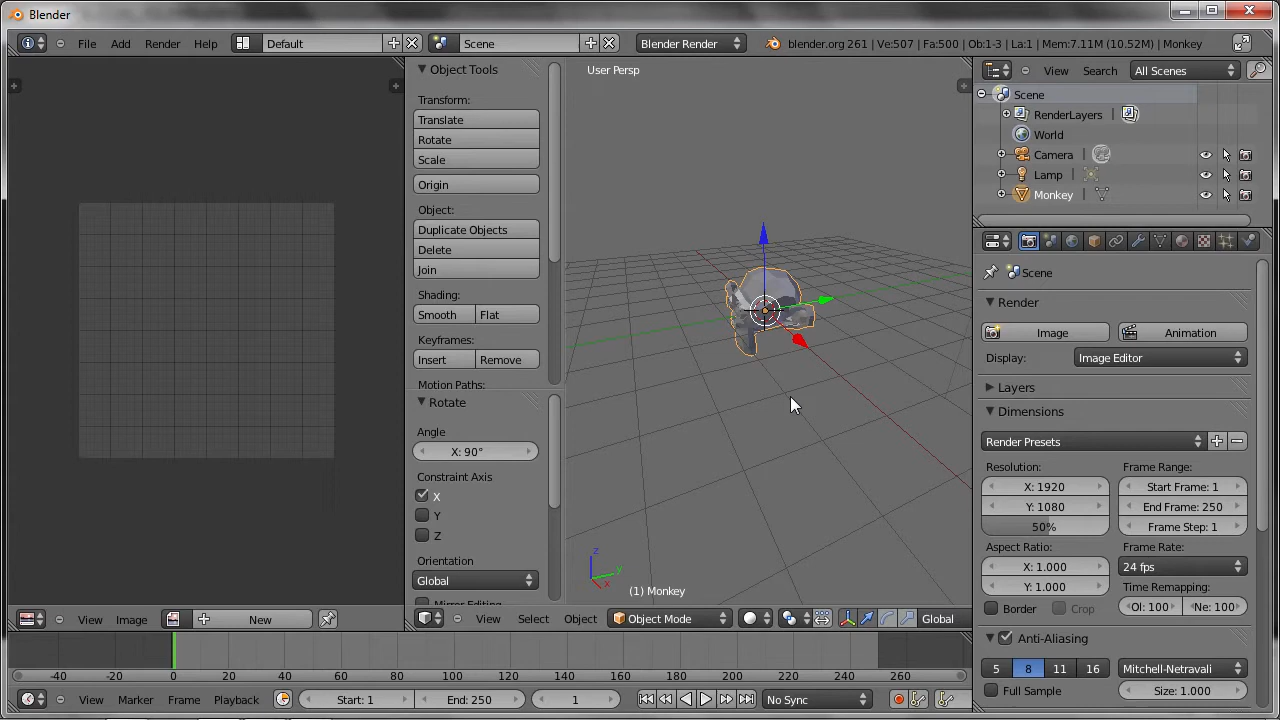 Blender
File Add Render Help Default Scene Blender Render blender.org 261 | Ve:507 | Fa:500 | Ob:1-3 | La:1 | Mem:7.11M (10.52M) | Monkey
Object Tools
Transform:
Translate
Rotate
Scale
Origin
Object:
Duplicate Objects
Delete
Join
Shading:
Smooth Flat
Keyframes:
Insert Remove
Motion Paths:
Rotate
Angle
X: 90°
Constraint Axis
X
Y
Z
Orientation
Global
User Persp
z
y
x
(1) Monkey
View Image New
View Select Object Object Mode Global
View Search All Scenes
Scene
RenderLayers
World
Camera
Lamp
Monkey
Scene
Render
Image Animation
Display: Image Editor
Layers
Dimensions
Render Presets
Resolution: Frame Range:
X: 1920 Start Frame: 1
Y: 1080 End Frame: 250
50% Frame Step: 1
Aspect Ratio: Frame Rate:
X: 1.000 24 fps
Y: 1.000 Time Remapping:
Border Crop Ol: 100 Ne: 100
Anti-Aliasing
5 8 11 16 Mitchell-Netravali
Full Sample Size: 1.000
-40 -20 0 20 40 60 80 100 120 140 160 180 200 220 240 260
View Marker Frame Playback Start: 1 End: 250 1 No Sync